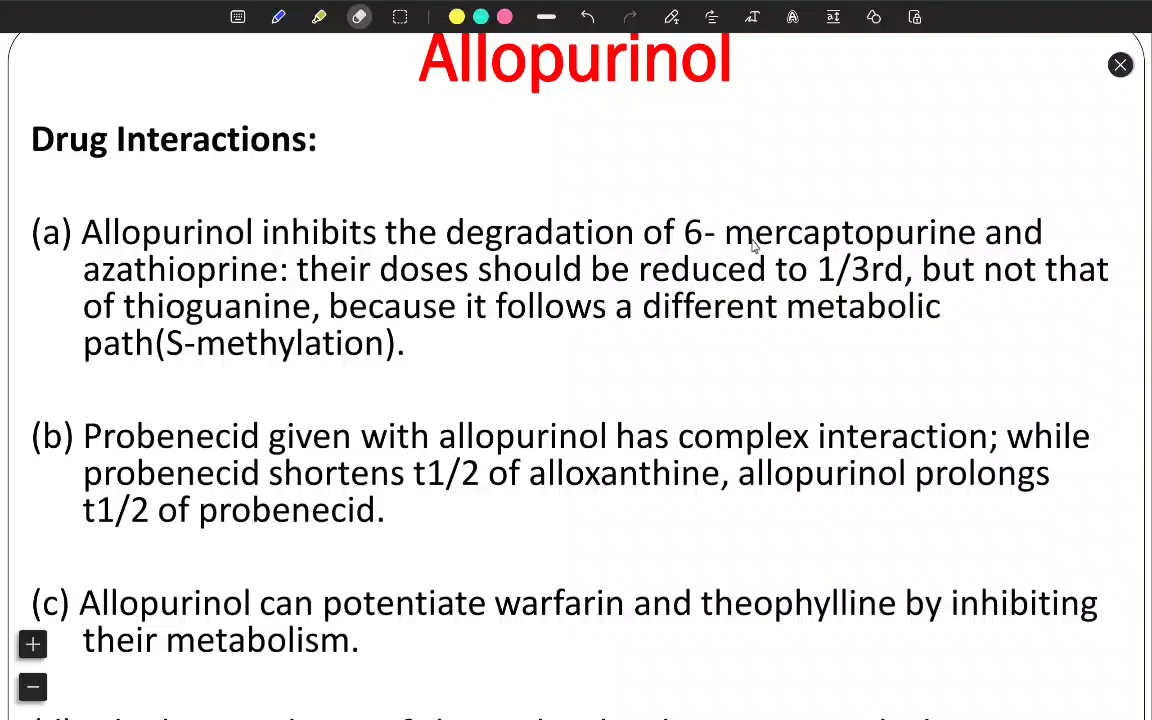 Allopurinol
Drug Interactions:
(a) Allopurinol inhibits the degradation of 6- mercaptopurine and
azathioprine: their doses should be reduced to 1/3rd, but not that
of thioguanine, because it follows a different metabolic
path(S-methylation).
(b) Probenecid given with allopurinol has complex interaction; while
probenecid shortens t1/2 of alloxanthine, allopurinol prolongs
t1/2 of probenecid.
(c) Allopurinol can potentiate warfarin and theophylline by inhibiting
their metabolism.